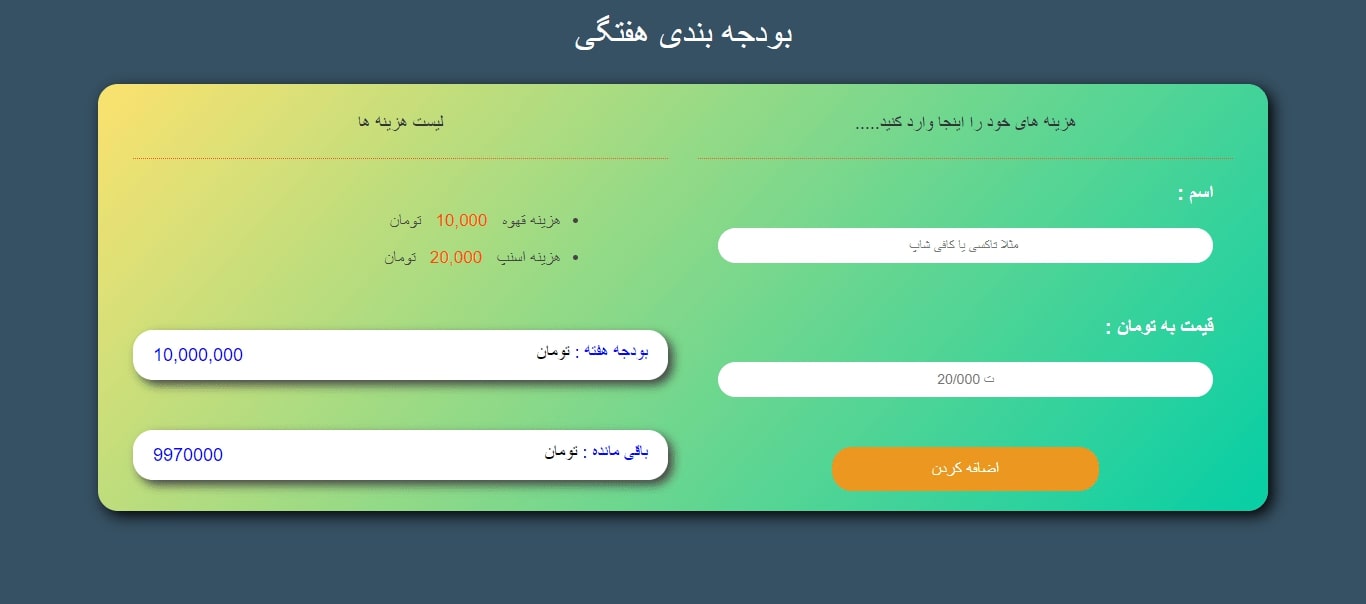 بودجه بندی هفتگی
هزینه های خود را اینجا وارد کنید.....
اسم :
مثلا تاکسی یا کافی شاپ
قیمت به تومان :
20/000 ت
اضافه کردن
لیست هزینه ها
هزینه قهوه 10,000 تومان
هزینه اسنپ 20,000 تومان
بودجه هفته : تومان 10,000,000
باقی مانده : تومان 9970000